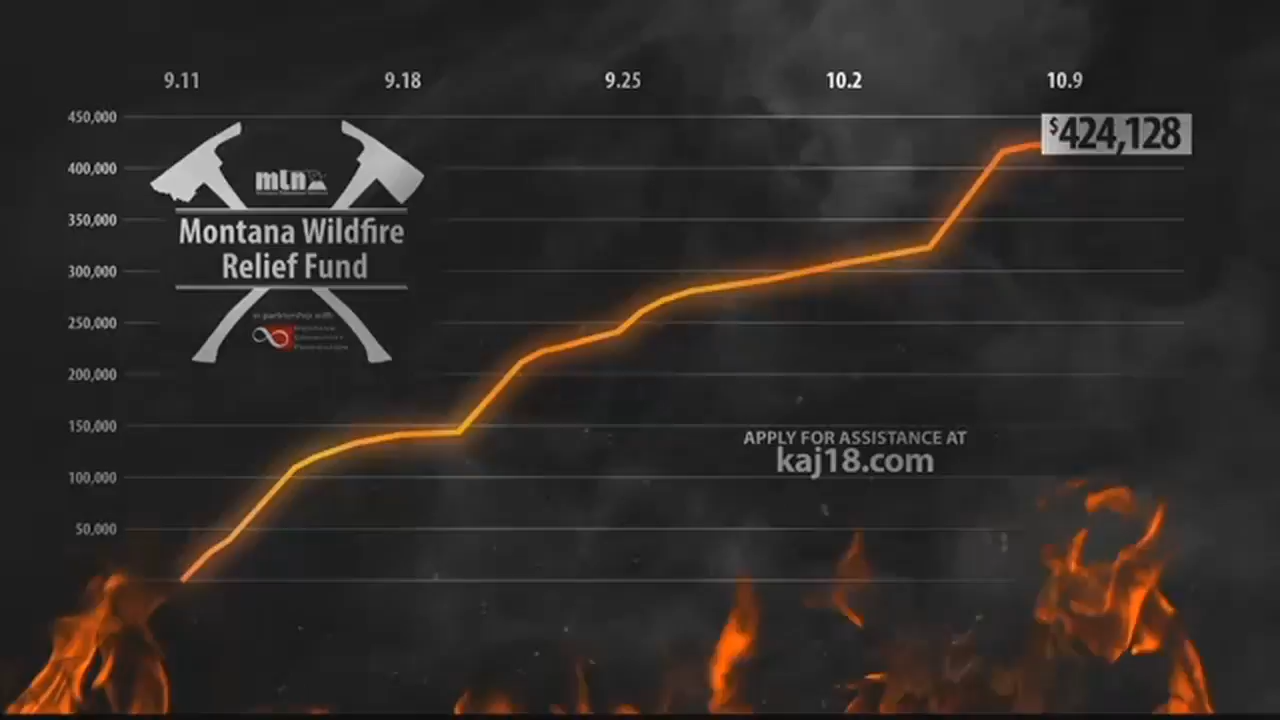 9.11 9.18 9.25 10.2 10.9
450,000
$424,128
400,000
350,000
300,000
250,000
200,000
150,000
100,000
50,000
mtn
Montana Wildfire
Relief Fund
in partnership with
APPLY FOR ASSISTANCE AT
kaj18.com